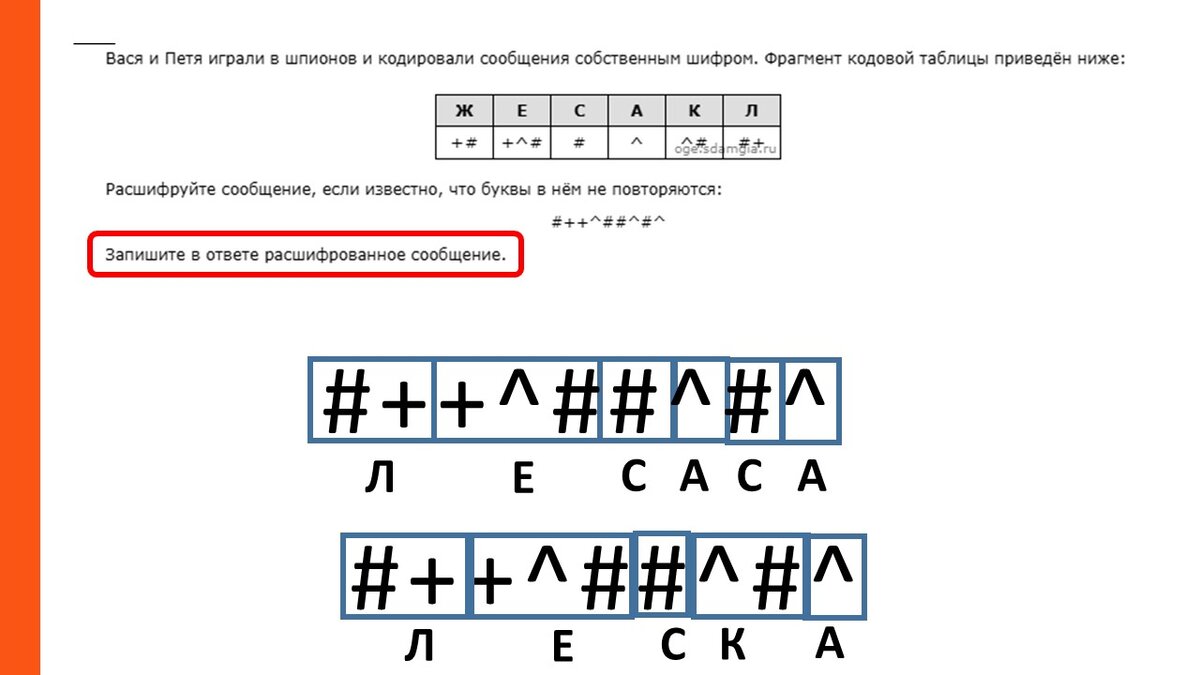 Вася и Петя играли в шпионов и кодировали сообщения собственным шифром. Фрагмент кодовой таблицы приведён ниже:
Ж Е С А К Л
+# +^# # ^ ^# #+
oge.sdamgia.ru
Расшифруйте сообщение, если известно, что буквы в нём не повторяются:
#++^##^#^
Запишите в ответе расшифрованное сообщение.
#++^##^#^
Л Е С А С А
#++^##^#^
Л Е С К А